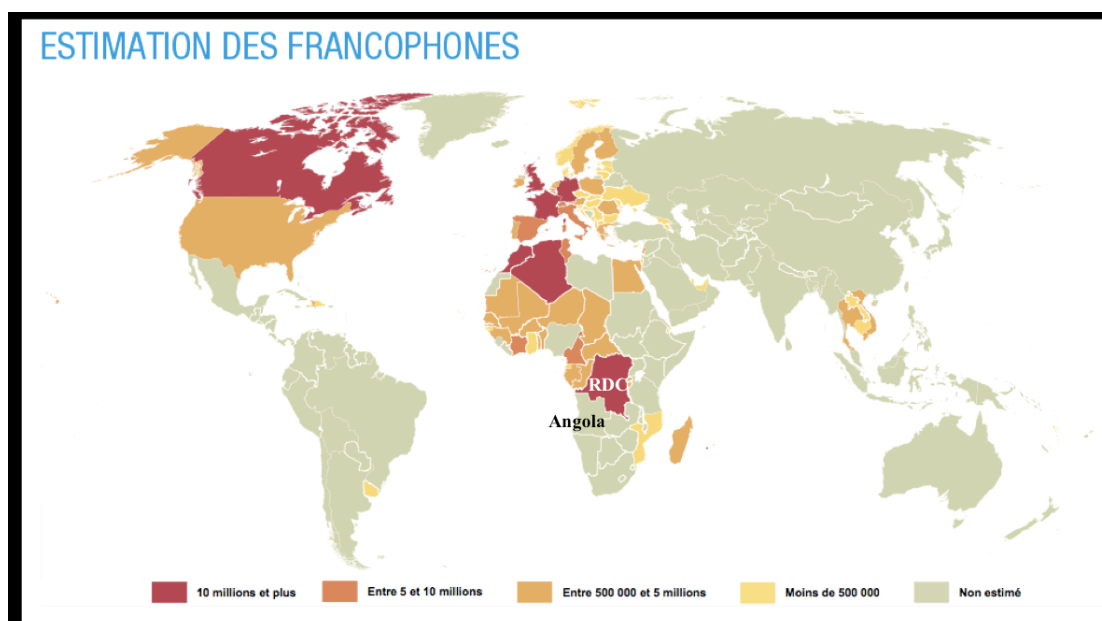 ESTIMATION DES FRANCOPHONES
RDC
Angola
10 millions et plus
Entre 5 et 10 millions
Entre 500 000 et 5 millions
Moins de 500 000
Non estimé